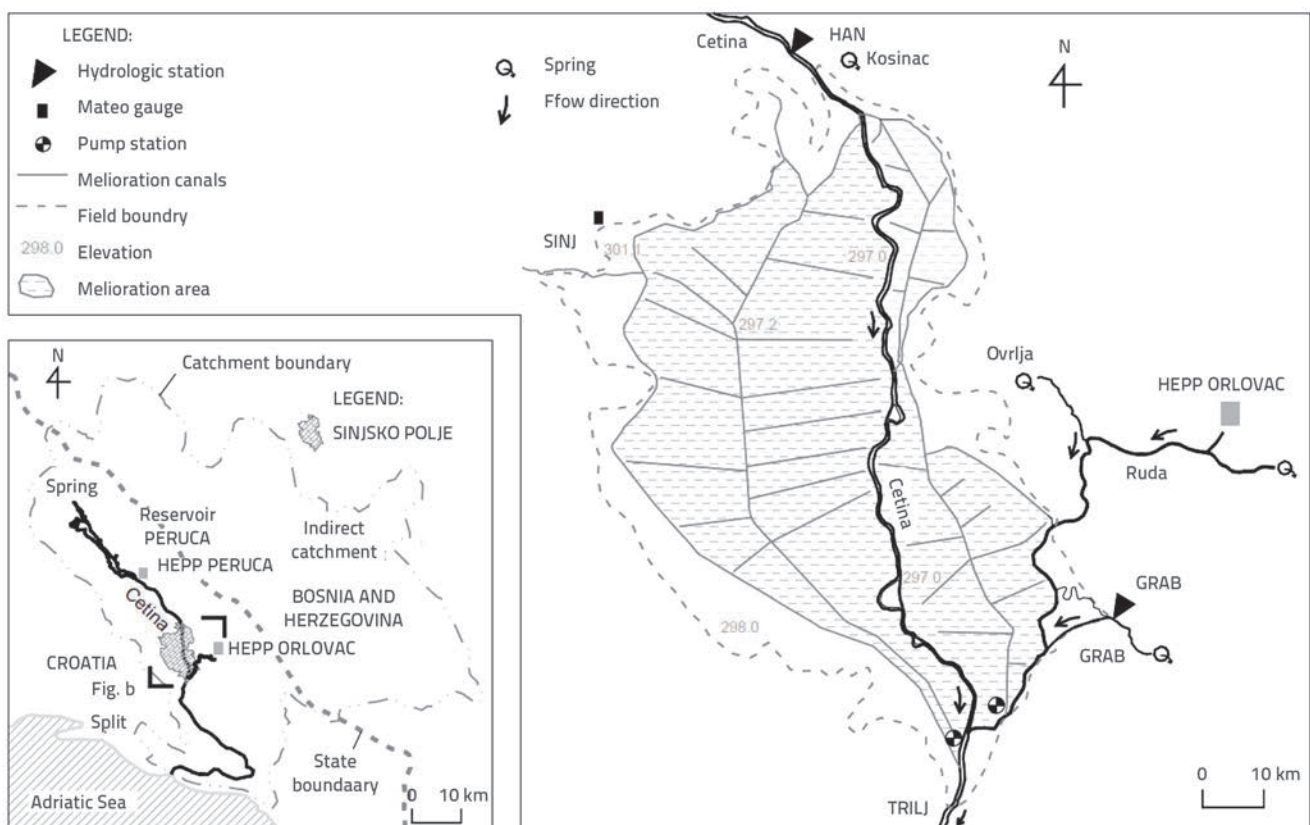 LEGEND:
Hydrologic station
Mateo gauge
Pump station
Melioration canals
Field boundry
298.0 Elevation
Melioration area
Spring
Ffow direction
Cetina
HAN
Kosinac
N
SINJ
301.1
297.0
297.2
Ovrlja
HEPP ORLOVAC
Ruda
Cetina
297.0
GRAB
298.0
GRAB
TRILJ
0 10 km
N
Catchment boundary
LEGEND:
SINJSKO POLJE
Spring
Reservoir
PERUCA
Indirect
catchment
HEPP PERUCA
Cetina
BOSNIA AND
HERZEGOVINA
HEPP ORLOVAC
CROATIA
Fig. b
Split
State
boundaary
Adriatic Sea
0 10 km